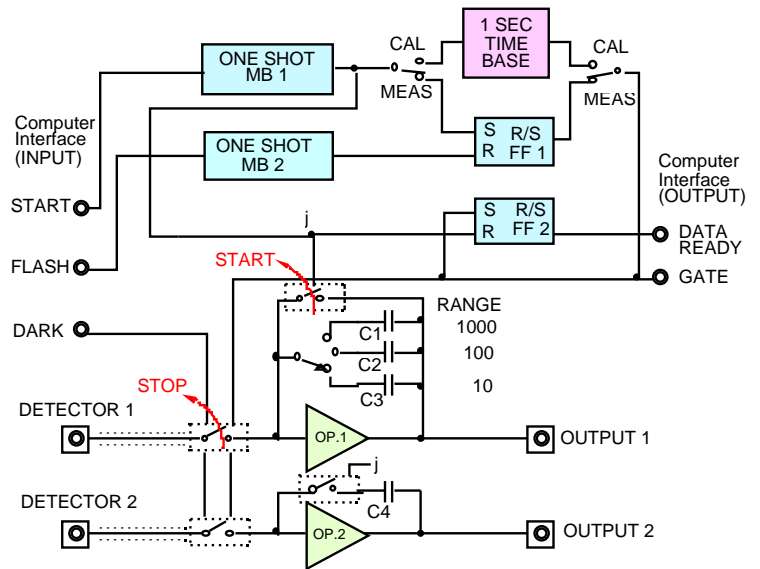 1 SEC
TIME
BASE
CAL
CAL
ONE SHOT
MB 1
MEAS
MEAS
Computer
Interface
(INPUT)
S R/S
R FF 1
ONE SHOT
MB 2
Computer
Interface
(OUTPUT)
START
j
S R/S
R FF 2
DATA
READY
FLASH
START
GATE
DARK
RANGE
C1
1000
C2
100
STOP
C3
10
DETECTOR 1
OP.1
OUTPUT 1
j
DETECTOR 2
C4
OP.2
OUTPUT 2